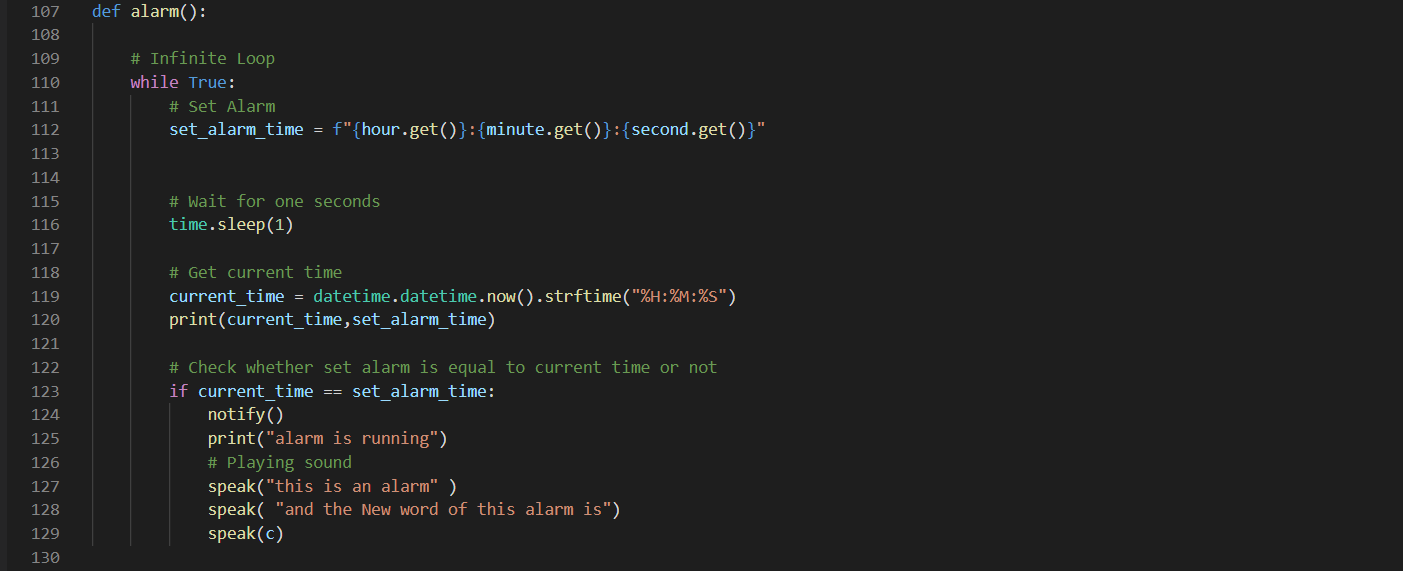 107 def alarm():
108
109     # Infinite Loop
110     while True:
111         # Set Alarm
112         set_alarm_time = f"{hour.get()}:{minute.get()}:{second.get()}"
113
114
115         # Wait for one seconds
116         time.sleep(1)
117
118         # Get current time
119         current_time = datetime.datetime.now().strftime("%H:%M:%S")
120         print(current_time,set_alarm_time)
121
122         # Check whether set alarm is equal to current time or not
123         if current_time == set_alarm_time:
124             notify()
125             print("alarm is running")
126             # Playing sound
127             speak("this is an alarm" )
128             speak( "and the New word of this alarm is")
129             speak(c)
130